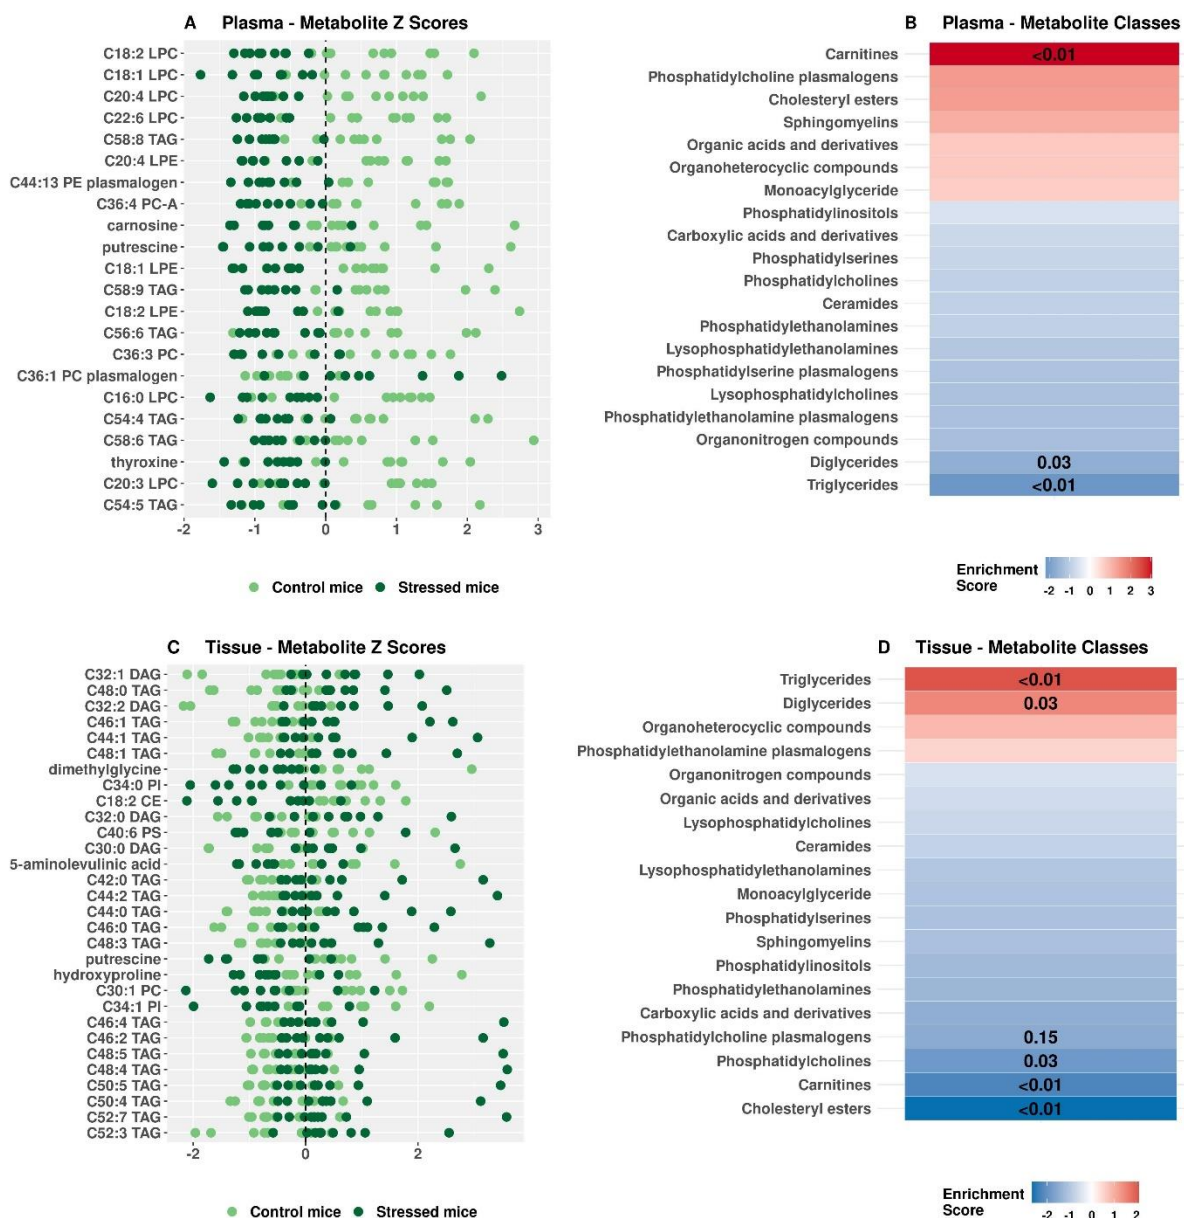 A Plasma - Metabolite Z Scores
C18:2 LPC
C18:1 LPC
C20:4 LPC
C22:6 LPC
C58:8 TAG
C20:4 LPE
C44:13 PE plasmalogen
C36:4 PC-A
carnosine
putrescine
C18:1 LPE
C58:9 TAG
C18:2 LPE
C56:6 TAG
C36:3 PC
C36:1 PC plasmalogen
C16:0 LPC
C54:4 TAG
C58:6 TAG
thyroxine
C20:3 LPC
C54:5 TAG
-2 -1 0 1 2 3
Control mice Stressed mice
B Plasma - Metabolite Classes
Carnitines <0.01
Phosphatidylcholine plasmalogens
Cholesteryl esters
Sphingomyelins
Organic acids and derivatives
Organoheterocyclic compounds
Monoacylglyceride
Phosphatidylinositols
Carboxylic acids and derivatives
Phosphatidylserines
Phosphatidylcholines
Ceramides
Phosphatidylethanolamines
Lysophosphatidylethanolamines
Phosphatidylserine plasmalogens
Lysophosphatidylcholines
Phosphatidylethanolamine plasmalogens
Organonitrogen compounds
Diglycerides 0.03
Triglycerides <0.01
Enrichment
Score
-2 -1 0 1 2 3
C Tissue - Metabolite Z Scores
C32:1 DAG
C48:0 TAG
C32:2 DAG
C46:1 TAG
C44:1 TAG
C48:1 TAG
dimethylglycine
C34:0 PI
C18:2 CE
C32:0 DAG
C40:6 PS
C30:0 DAG
5-aminolevulinic acid
C42:0 TAG
C44:2 TAG
C44:0 TAG
C46:0 TAG
C48:3 TAG
putrescine
hydroxyproline
C30:1 PC
C34:1 PI
C46:4 TAG
C46:2 TAG
C48:5 TAG
C48:4 TAG
C50:5 TAG
C50:4 TAG
C52:7 TAG
C52:3 TAG
-2 0 2
Control mice Stressed mice
D Tissue - Metabolite Classes
Triglycerides <0.01
Diglycerides 0.03
Organoheterocyclic compounds
Phosphatidylethanolamine plasmalogens
Organonitrogen compounds
Organic acids and derivatives
Lysophosphatidylcholines
Ceramides
Lysophosphatidylethanolamines
Monoacylglyceride
Phosphatidylserines
Sphingomyelins
Phosphatidylinositols
Phosphatidylethanolamines
Carboxylic acids and derivatives
Phosphatidylcholine plasmalogens 0.15
Phosphatidylcholines 0.03
Carnitines <0.01
Cholesteryl esters <0.01
Enrichment
Score
-2 -1 0 1 2